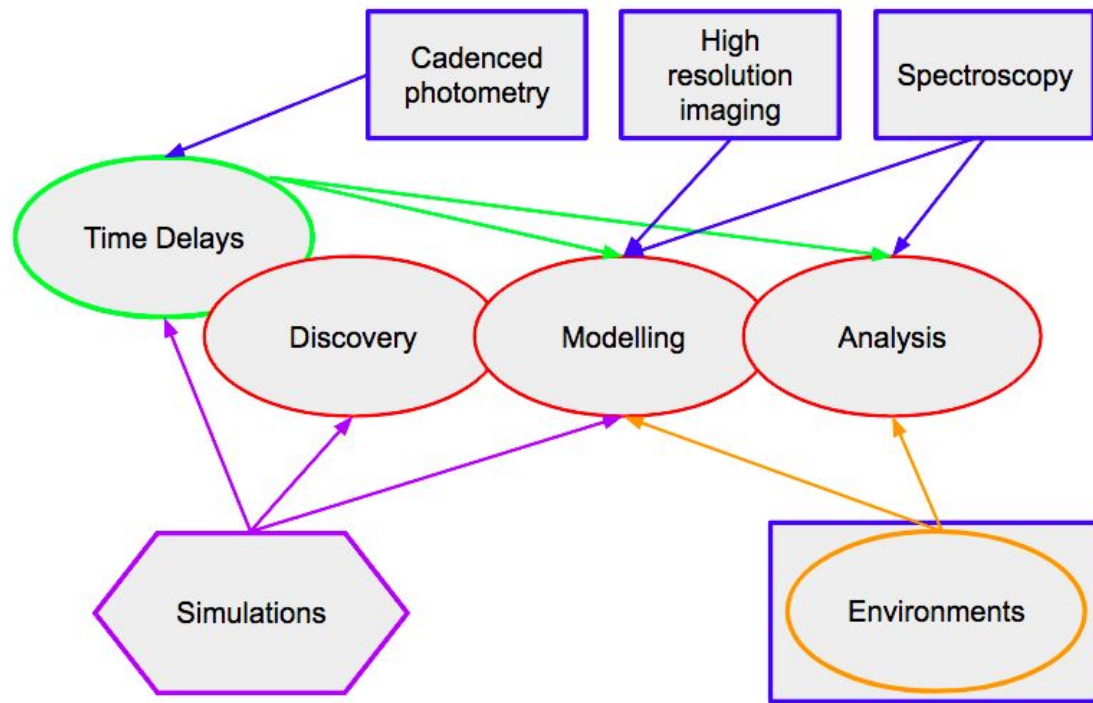 Cadenced
photometry
High
resolution
imaging
Spectroscopy
Time Delays
Discovery
Modelling
Analysis
Simulations
Environments